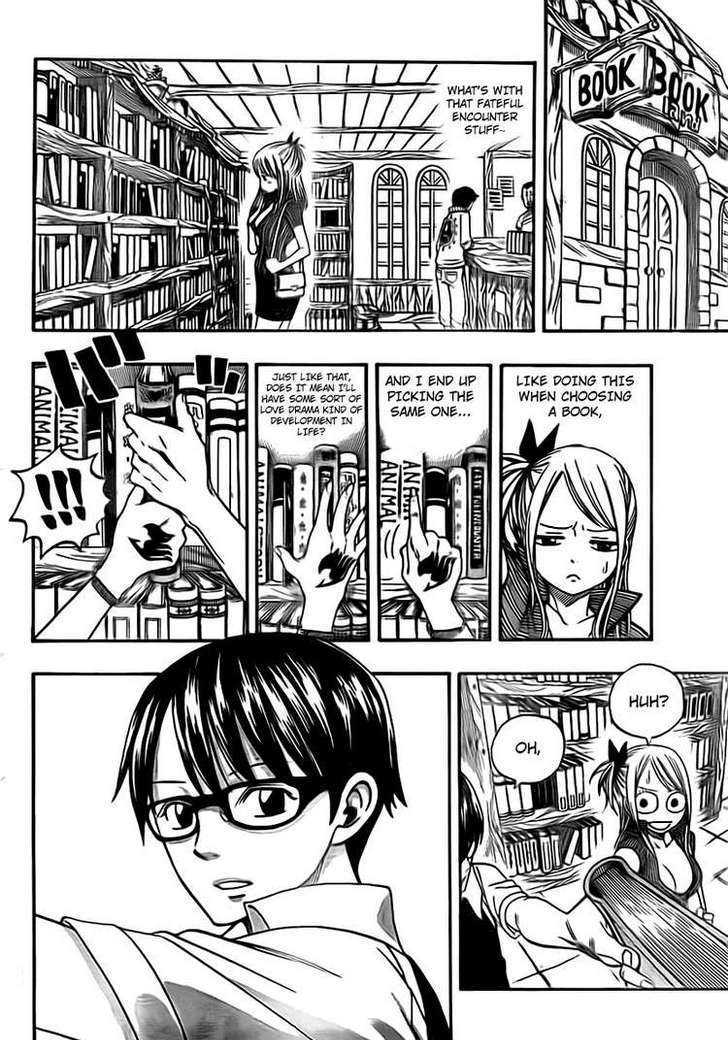 BOOK
BOOK
LAND
WHAT'S WITH
THAT FATEFUL
ENCOUNTER
STUFF~
LIKE DOING THIS
WHEN CHOOSING
A BOOK,
AND I END UP
PICKING THE
SAME ONE...
ANIMAL
JUST LIKE THAT,
DOES IT MEAN I'LL
HAVE SOME SORT OF
LOVE DRAMA KIND OF
DEVELOPMENT IN
LIFE?
ANIMAL
ANIMAL
ANIMAL
!!!
HUH?
OH,